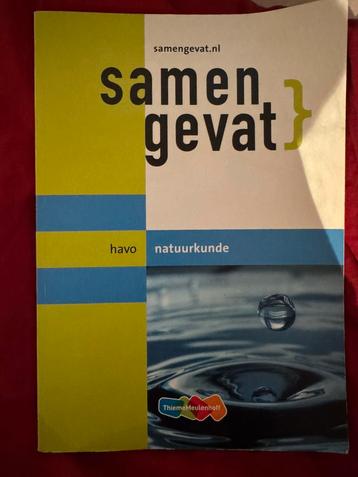 samengevat.nl
samen
gevat}
havo natuurkunde
ThiemeMeulenhoff